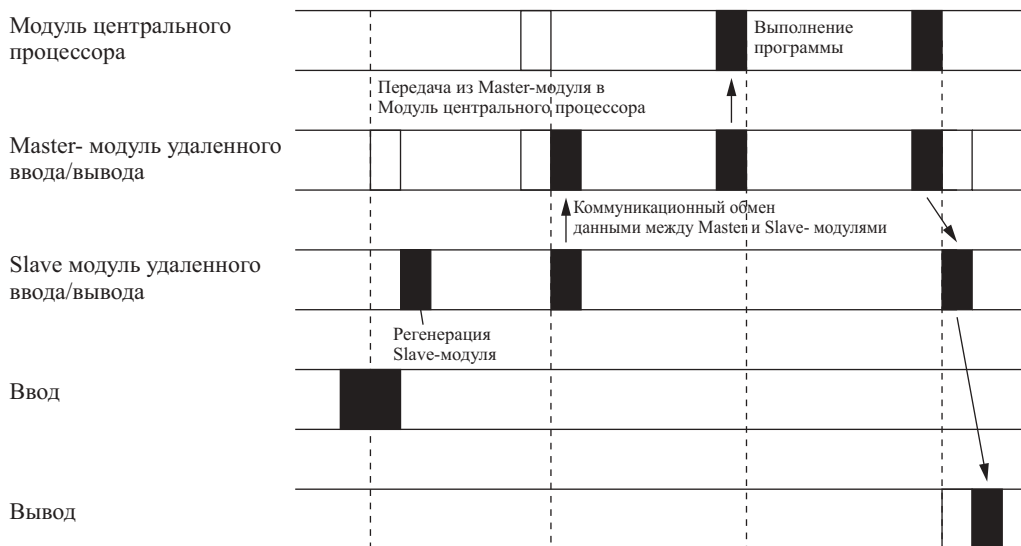 Модуль центрального
процессора
Выполнение
программы
Передача из Master-модуля в
Модуль центрального процессора
Master- модуль удаленного
ввода/вывода
Коммуникационный обмен
данными между Master и Slave- модулями
Slave модуль удаленного
ввода/вывода
Регенерация
Slave-модуля
Ввод
Вывод